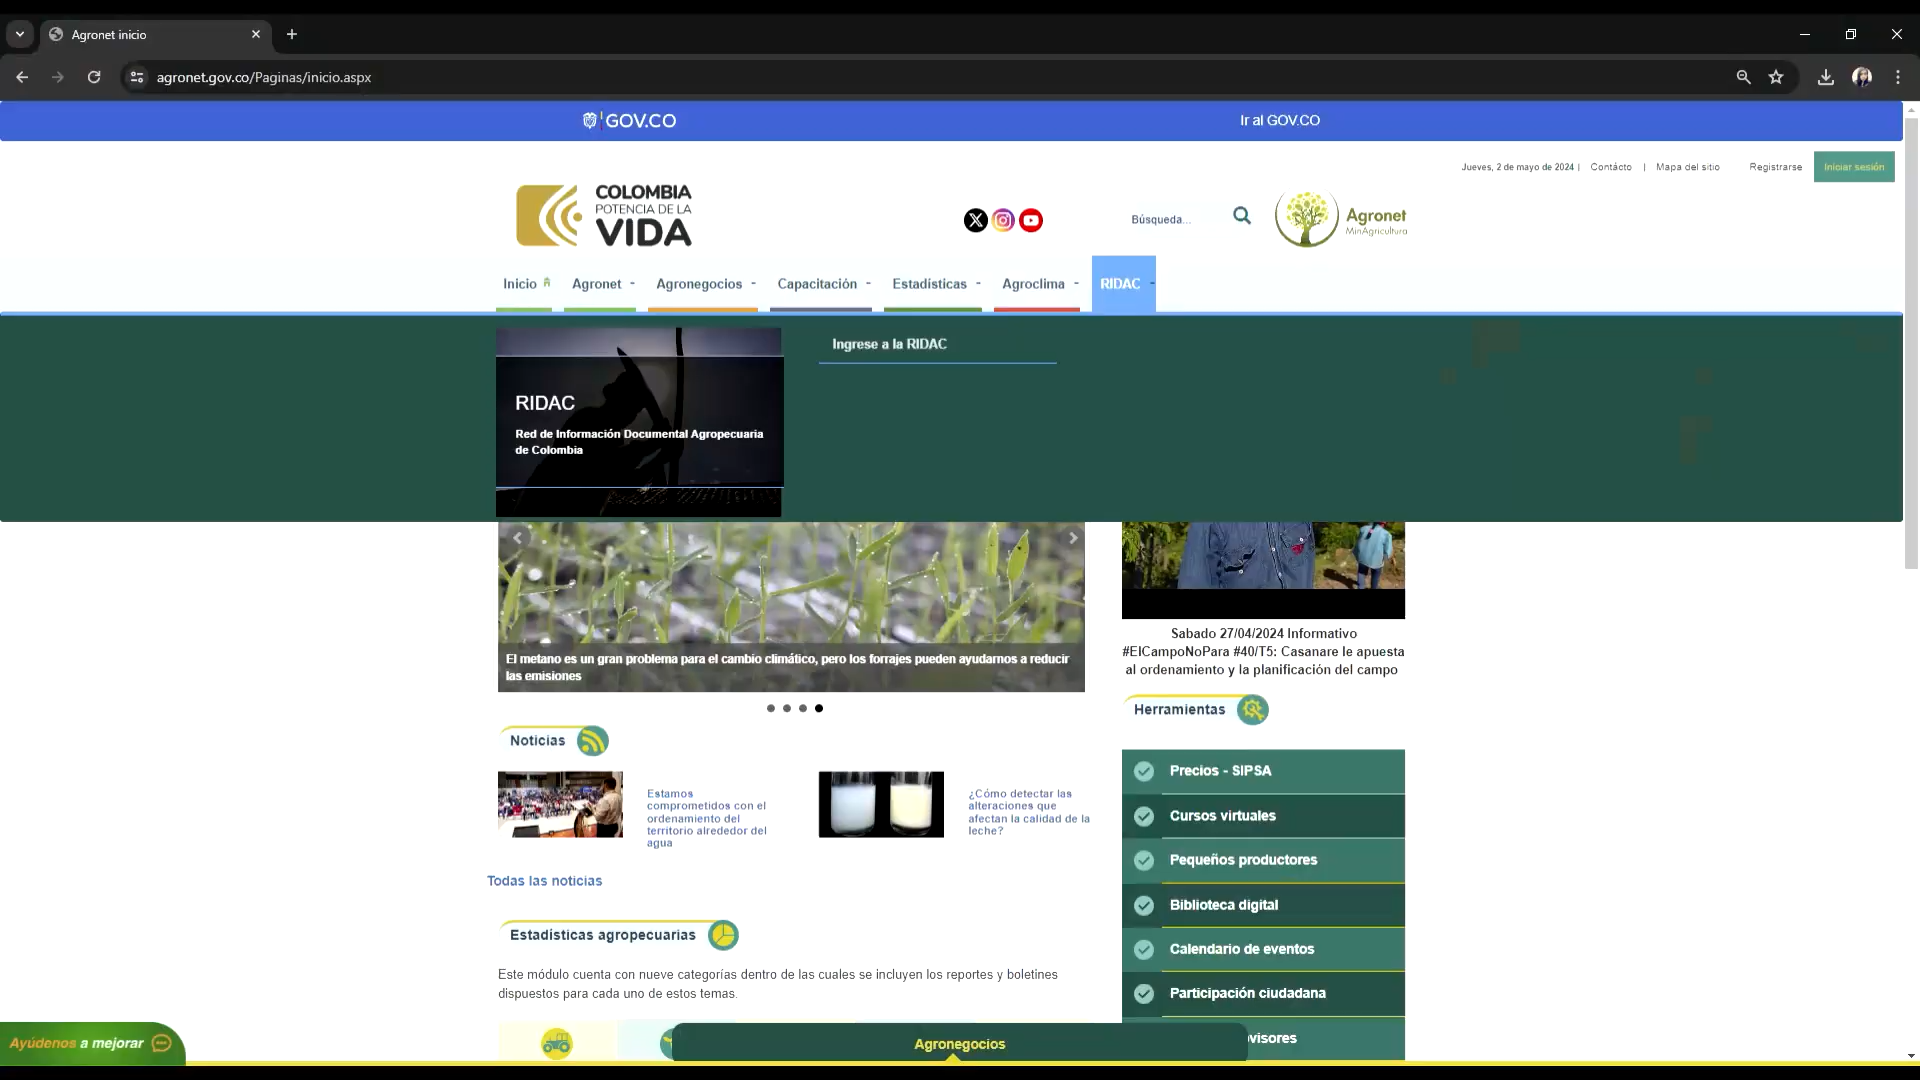 Agronet inicio
agronet.gov.co/Paginas/inicio.aspx
GOV.CO
Ir al GOV.CO
Jueves, 2 de mayo de 2024 | Contácto | Mapa del sitio Registrarse Iniciar sesión
COLOMBIA
POTENCIA DE LA
VIDA
Búsqueda...
Agronet
MinAgricultura
Inicio Agronet - Agronegocios - Capacitación - Estadísticas - Agroclima - RIDAC -
Ingrese a la RIDAC
RIDAC
Red de Información Documental Agropecuaria
de Colombia
El metano es un gran problema para el cambio climático, pero los forrajes pueden ayudarnos a reducir
las emisiones
Sabado 27/04/2024 Informativo
#ElCampoNoPara #40/T5: Casanare le apuesta
al ordenamiento y la planificación del campo
Herramientas
Noticias
Estamos
comprometidos con el
ordenamiento del
territorio alrededor del
agua
¿Cómo detectar las
alteraciones que
afectan la calidad de la
leche?
Todas las noticias
Precios - SIPSA
Cursos virtuales
Pequeños productores
Biblioteca digital
Calendario de eventos
Participación ciudadana
visores
Estadísticas agropecuarias
Este módulo cuenta con nueve categorías dentro de las cuales se incluyen los reportes y boletines
dispuestos para cada uno de estos temas.
Ayúdenos a mejorar
Agronegocios